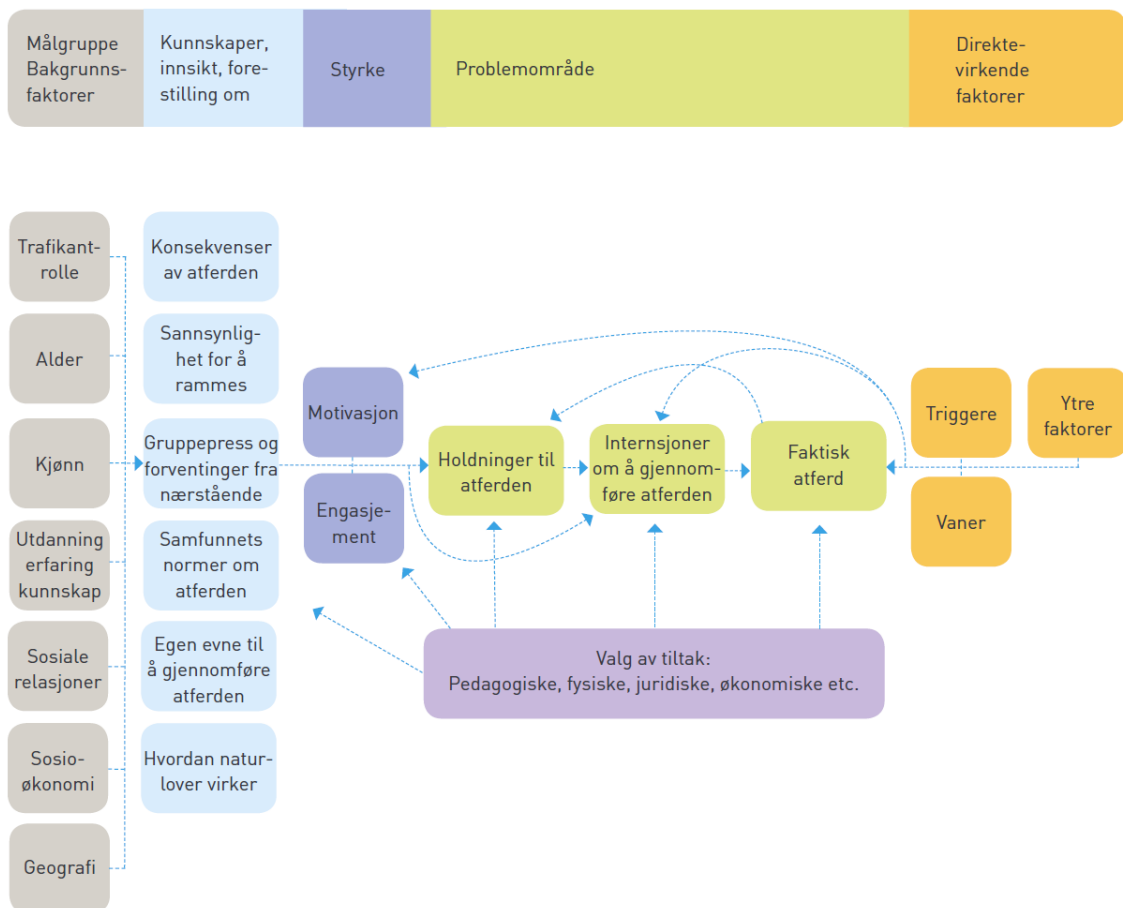 Målgruppe
Bakgrunns-
faktorer
Kunnskaper,
innsikt, fore-
stilling om
Styrke
Problemområde
Direkte-
virkende
faktorer
Trafikant-
rolle
Alder
Kjønn
Utdanning
erfaring
kunnskap
Sosiale
relasjoner
Sosio-
økonomi
Geografi
Konsekvenser
av atferden
Sannsynlig-
het for å
rammes
Gruppepress og
forventinger fra
nærstående
Samfunnets
normer om
atferden
Egen evne til
å gjennomføre
atferden
Hvordan natur-
lover virker
Motivasjon
Engasje-
ment
Holdninger til
atferden
Internsjoner
om å gjennom-
føre atferden
Faktisk
atferd
Triggere
Vaner
Ytre
faktorer
Valg av tiltak:
Pedagogiske, fysiske, juridiske, økonomiske etc.